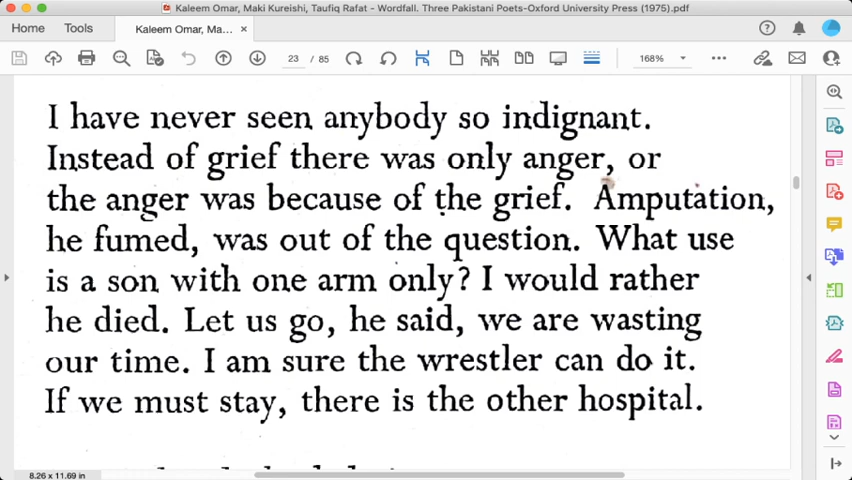 Kaleem Omar, Maki Kureishi, Taufiq Rafat - Wordfall. Three Pakistani Poets-Oxford University Press (1975).pdf
Home Tools Kaleem Omar, Ma... ×
23 / 85 168%
I have never seen anybody so indignant.
Instead of grief there was only anger, or
the anger was because of the grief. Amputation,
he fumed, was out of the question. What use
is a son with one arm only? I would rather
he died. Let us go, he said, we are wasting
our time. I am sure the wrestler can do it.
If we must stay, there is the other hospital.
8.26 x 11.69 in